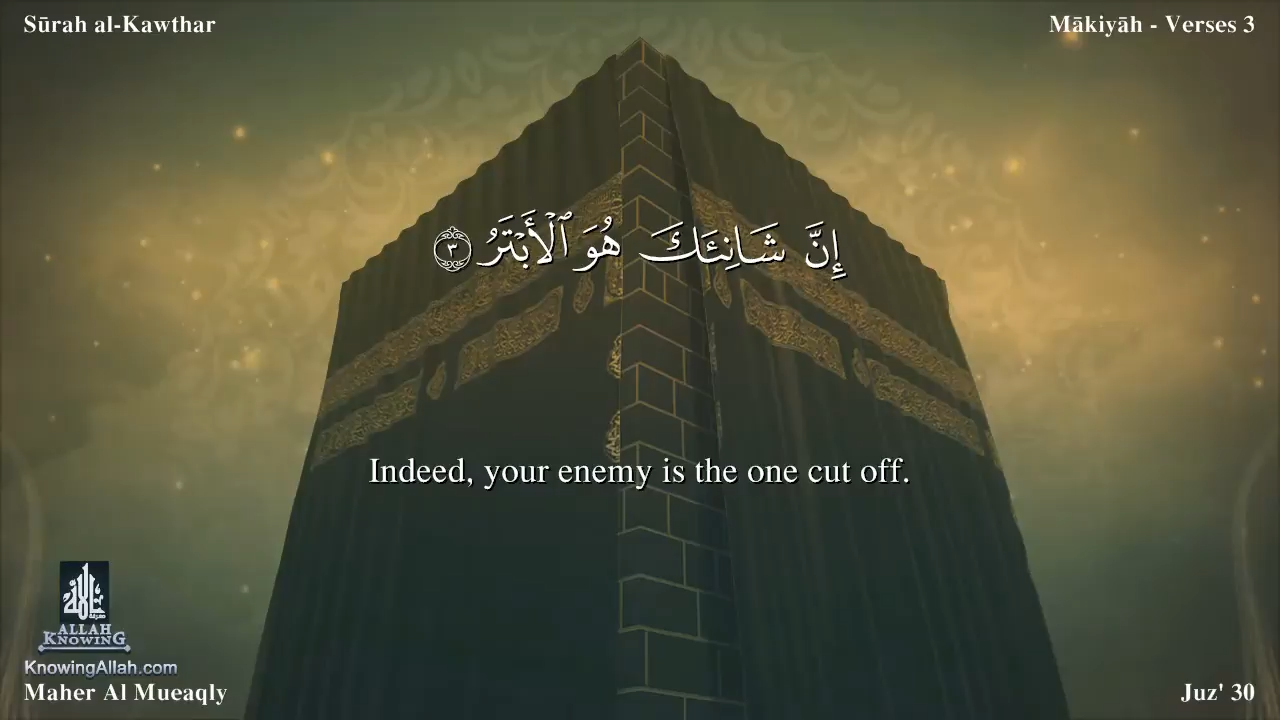 Sūrah al-Kawthar
Mākiyāh - Verses 3
إِنَّ شَانِئَكَ هُوَ الْأَبْتَرُ ٣
Indeed, your enemy is the one cut off.
ALLAH
KNOWING
KnowingAllah.com
Maher Al Mueaqly
Juz' 30